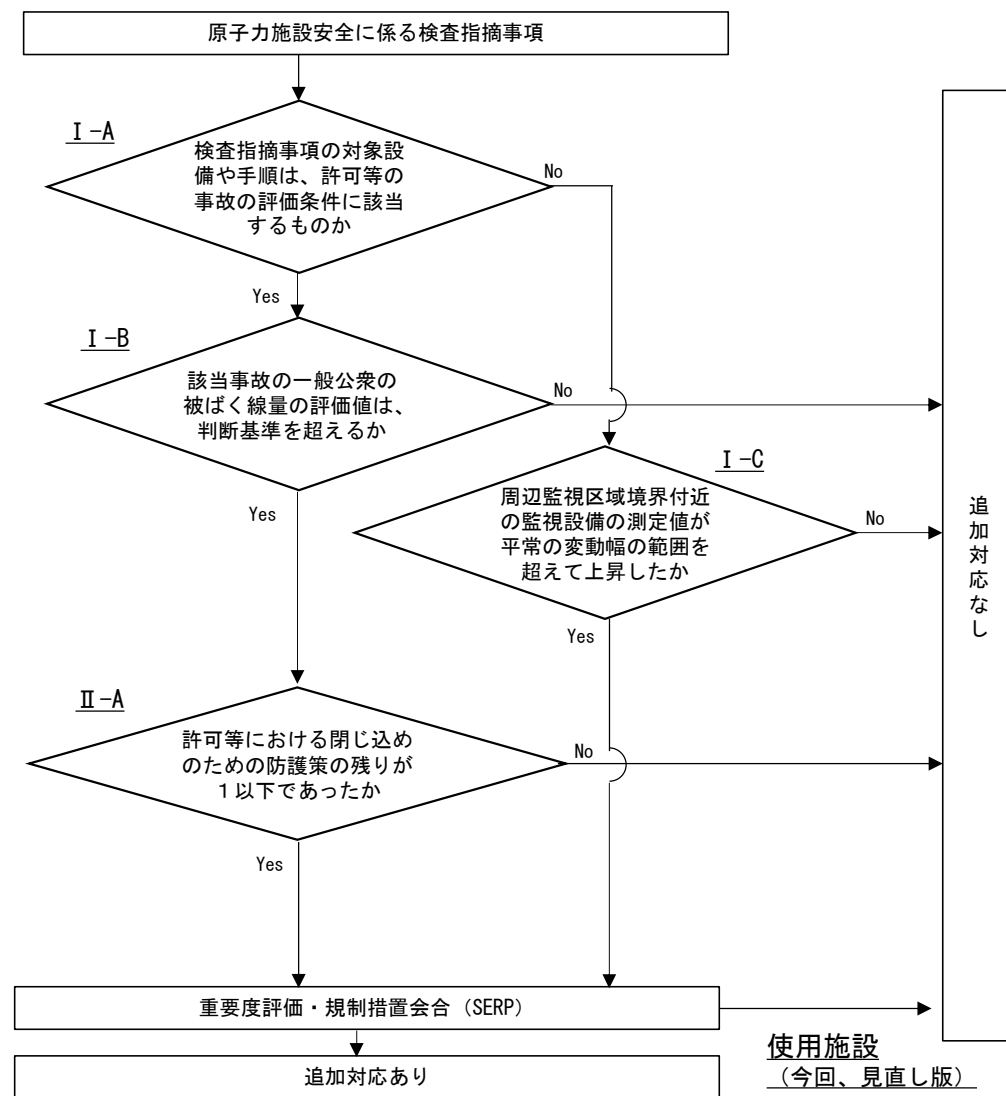 原子力施設安全に係る検査指摘事項
Ⅰ-A
検査指摘事項の対象設
備や手順は、許可等の
事故の評価条件に該当
するものか
No
Yes
Ⅰ-B
該当事故の一般公衆の
被ばく線量の評価値は、
判断基準を超えるか
No
Yes
Ⅰ-C
周辺監視区域境界付近
の監視設備の測定値が
平常の変動幅の範囲を
超えて上昇したか
No
Yes
追加対応なし
Ⅱ-A
許可等における閉じ込め
のための防護策の残りが
１以下であったか
No
Yes
重要度評価・規制措置会合（SERP）
追加対応あり
使用施設
（今回、見直し版）